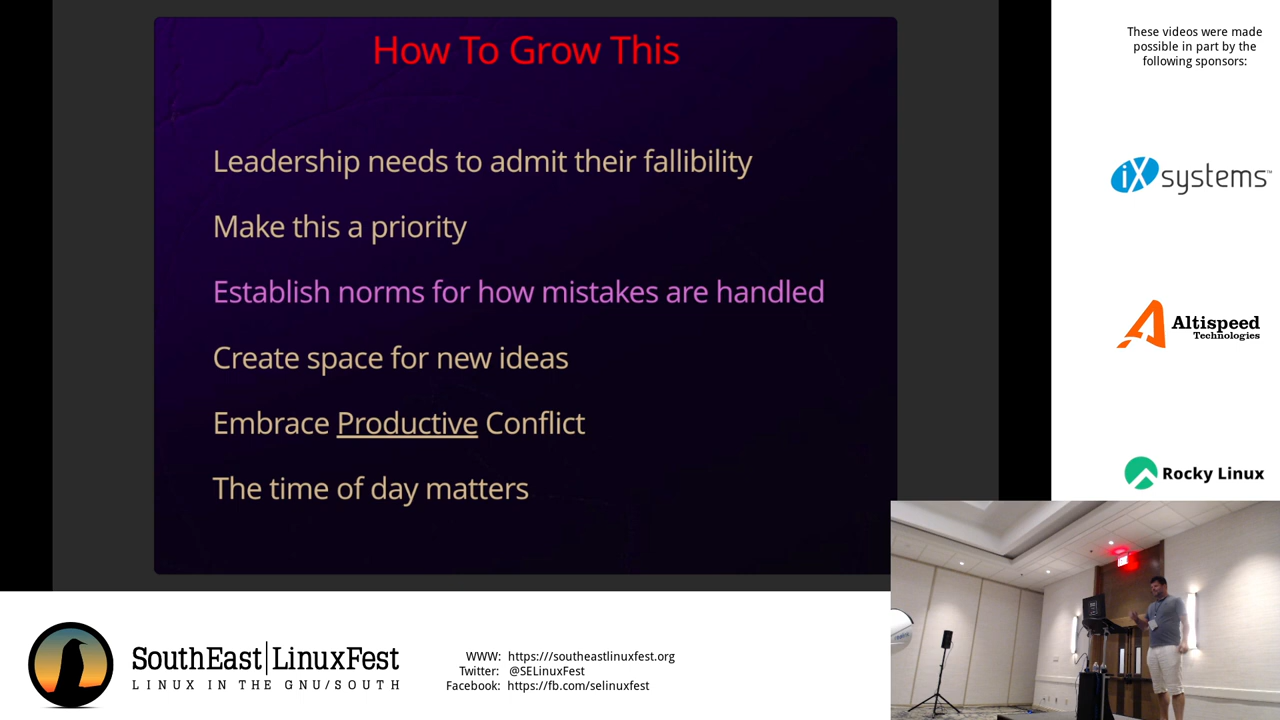 How To Grow This
Leadership needs to admit their fallibility
Make this a priority
Establish norms for how mistakes are handled
Create space for new ideas
Embrace Productive Conflict
The time of day matters
These videos were made
possible in part by the
following sponsors:
iXsystems™
Altispeed
Technologies
Rocky Linux
SouthEast|LinuxFest
LINUX IN THE GNU/SOUTH
WWW: https:///southeastlinuxfest.org
Twitter: @SELinuxFest
Facebook: https://fb.com/selinuxfest